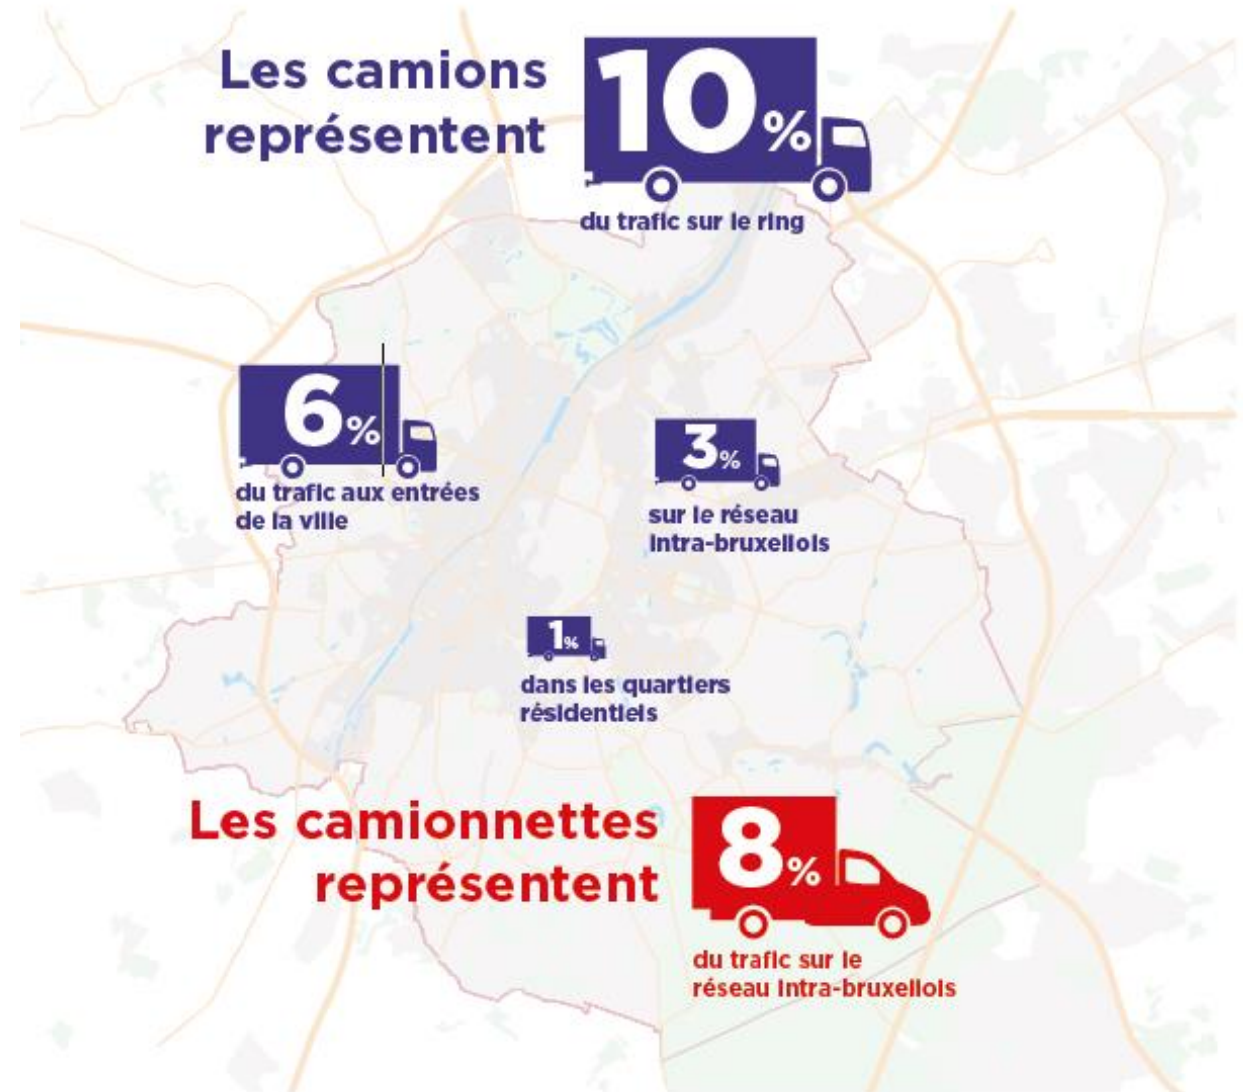 Les camions
représentent
10%
du trafic sur le ring
6%
du trafic aux entrées
de la ville
3%
sur le réseau
intra-bruxellois
1%
dans les quartiers
résidentiels
Les camionnettes
représentent
8%
du trafic sur le
réseau intra-bruxellois